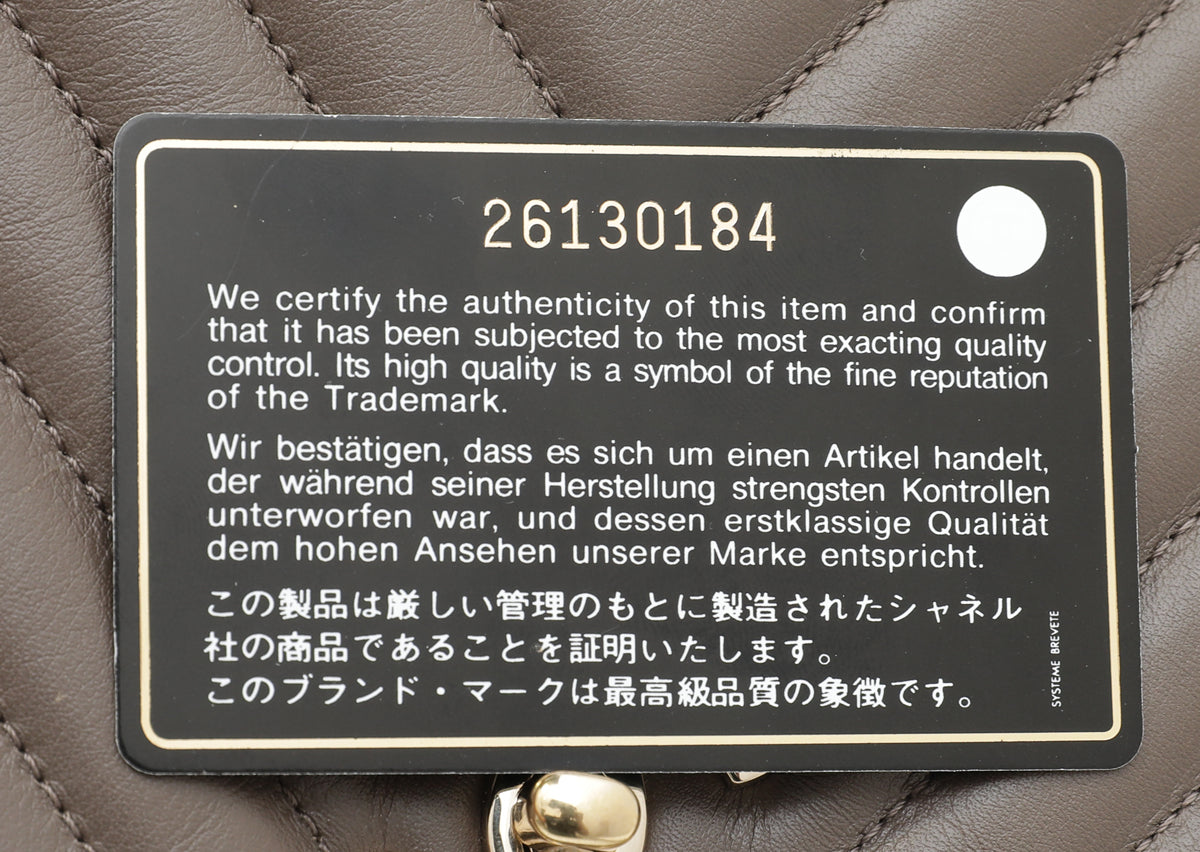 26130184
We certify the authenticity of this item and confirm
that it has been subjected to the most exacting quality
control. Its high quality is a symbol of the fine reputation
of the Trademark.
Wir bestätigen, dass es sich um einen Artikel handelt,
der während seiner Herstellung strengsten Kontrollen
unterworfen war, und dessen erstklassige Qualität
dem hohen Ansehen unserer Marke entspricht.
この製品は厳しい管理のもとに製造されたシャネル
社の商品であることを証明いたします。
このブランド・マークは最高級品質の象徴です。
SYSTEME BREVETE